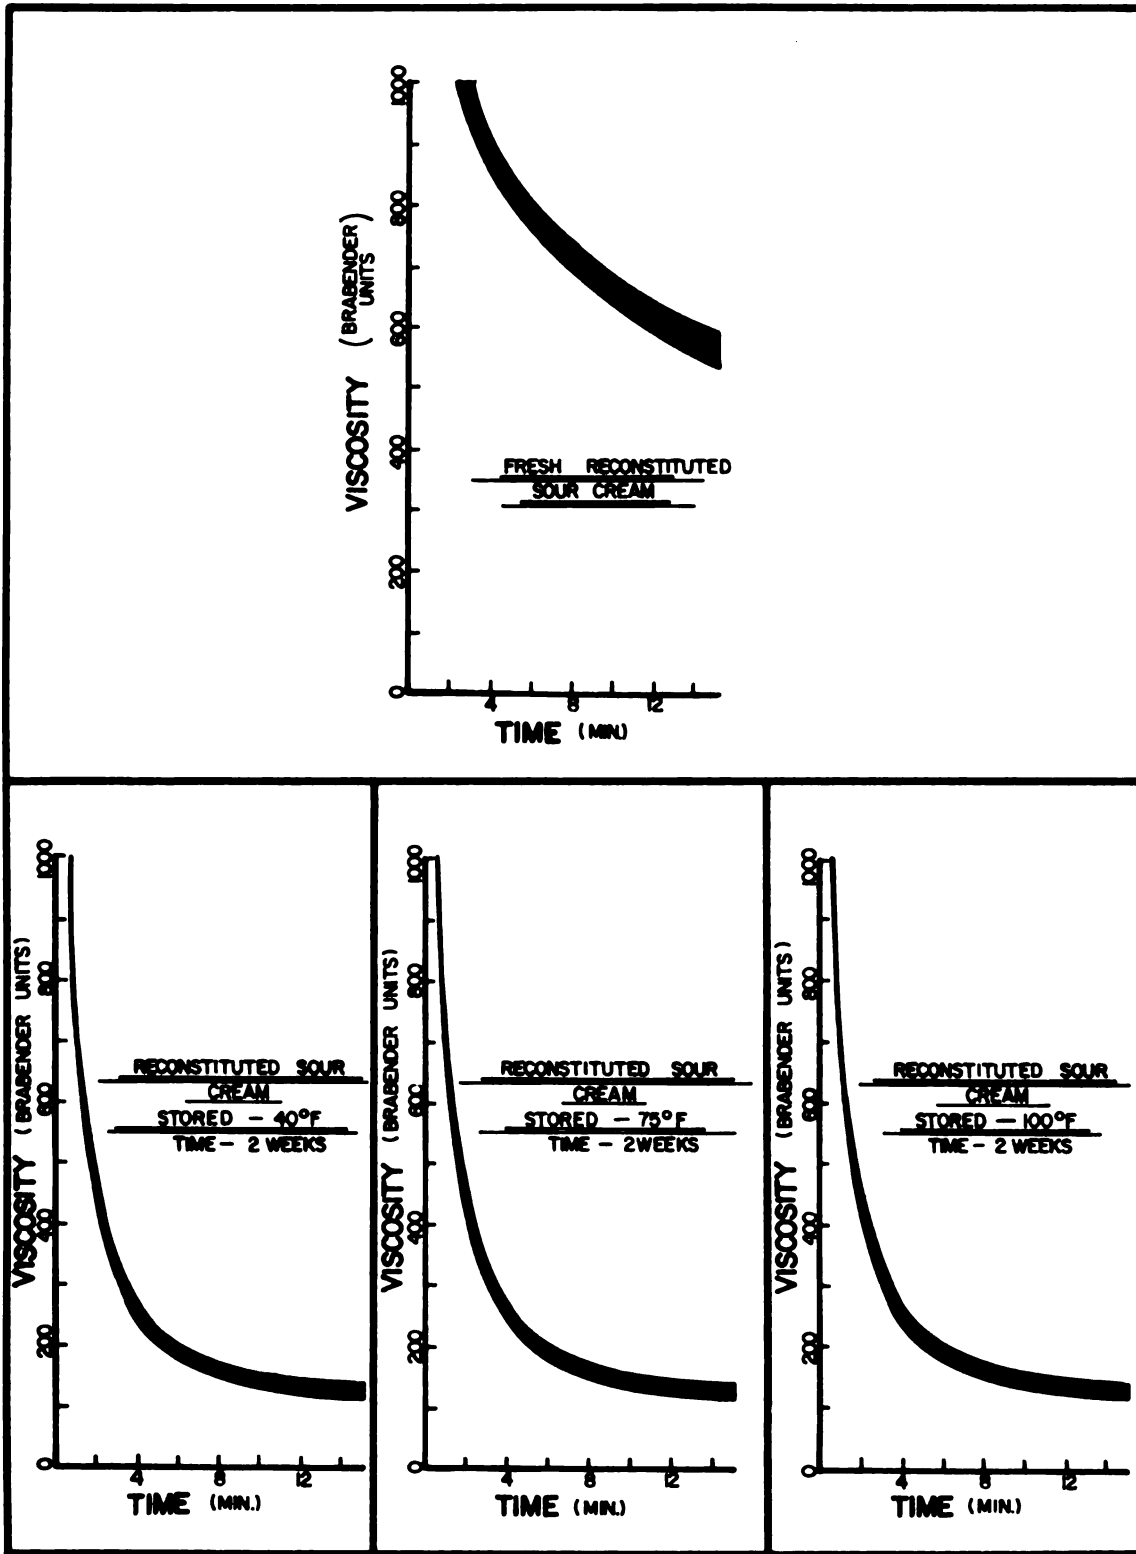 1000
800
600
400
200
0
VISCOSITY (BRABENDER UNITS)
FRESH RECONSTITUTED
SOUR CREAM
4 8 12
TIME (MIN.)
1000
800
600
400
200
0
VISCOSITY (BRABENDER UNITS)
RECONSTITUTED SOUR
CREAM
STORED - 40°F
TIME - 2 WEEKS
4 8 12
TIME (MIN.)
1000
800
600
400
200
0
VISCOSITY (BRABENDER UNITS)
RECONSTITUTED SOUR
CREAM
STORED - 75°F
TIME - 2WEEKS
4 8 12
TIME (MIN.)
1000
800
600
400
200
0
VISCOSITY (BRABENDER UNITS)
RECONSTITUTED SOUR
CREAM
STORED - 100°F
TIME - 2 WEEKS
4 8 12
TIME (MIN.)